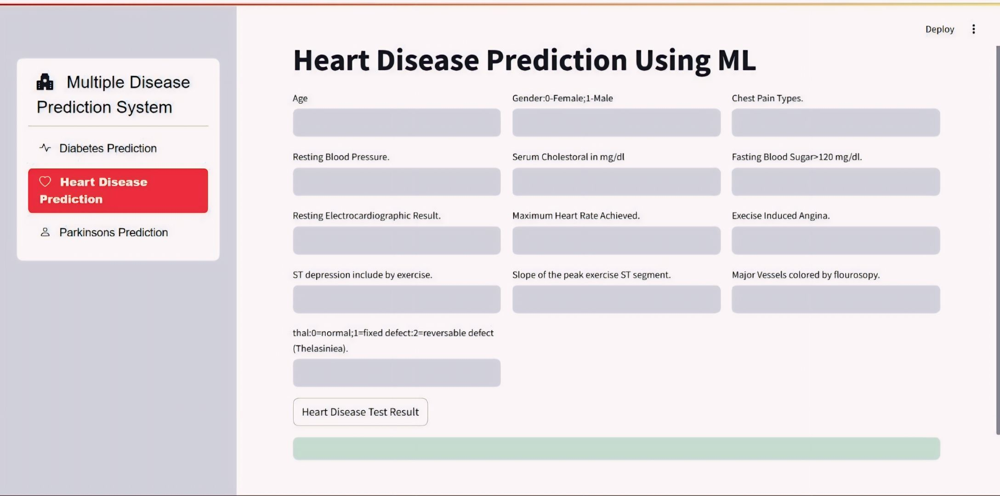 Deploy
Multiple Disease
Prediction System
Diabetes Prediction
Heart Disease
Prediction
Parkinsons Prediction
Heart Disease Prediction Using ML
Age
Gender:0-Female;1-Male
Chest Pain Types.
Resting Blood Pressure.
Serum Cholestoral in mg/dl
Fasting Blood Sugar>120 mg/dl.
Resting Electrocardiographic Result.
Maximum Heart Rate Achieved.
Execise Induced Angina.
ST depression include by exercise.
Slope of the peak exercise ST segment.
Major Vessels colored by flourosopy.
thal:0=normal;1=fixed defect:2=reversable defect
(Thelasiniea).
Heart Disease Test Result